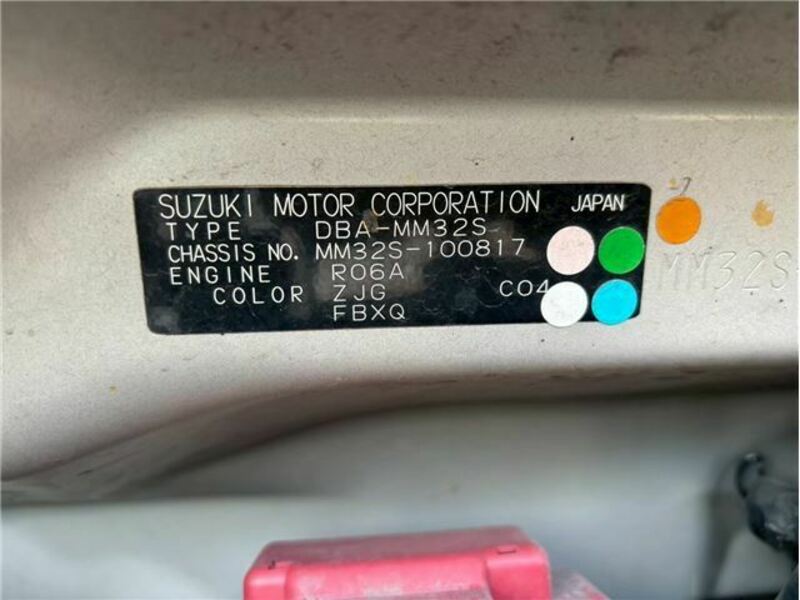 SUZUKI MOTOR CORPORATION JAPAN
TYPE DBA-MM32S
CHASSIS NO. MM32S-100817
ENGINE R06A
COLOR ZJG C04
FBXQ
MM32S-